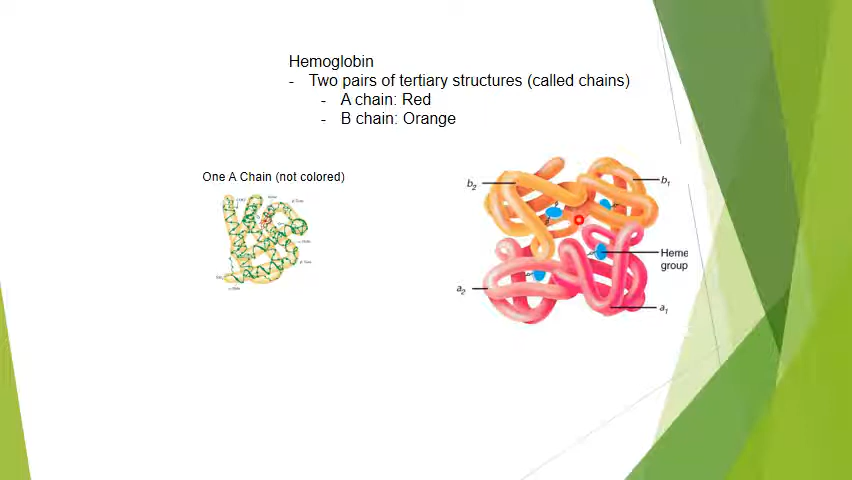 Hemoglobin
- Two pairs of tertiary structures (called chains)
- A chain: Red
- B chain: Orange
One A Chain (not colored)
b2
b1
Heme
group
a2
a1